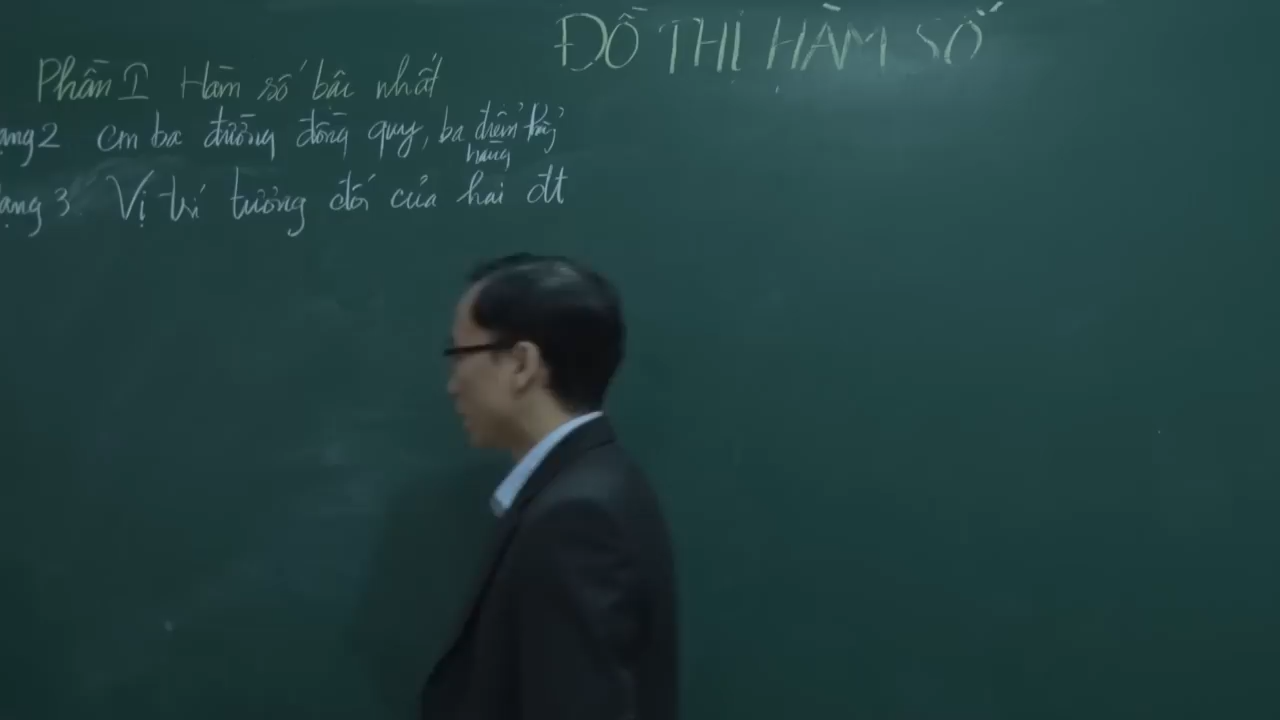 ĐỒ THỊ HÀM SỐ
Phần I Hàm số bậc nhất
ạng 2 cm ba đường đồng quy, ba điểm thẳng hàng
ạng 3 Vị trí tương đối của hai đt